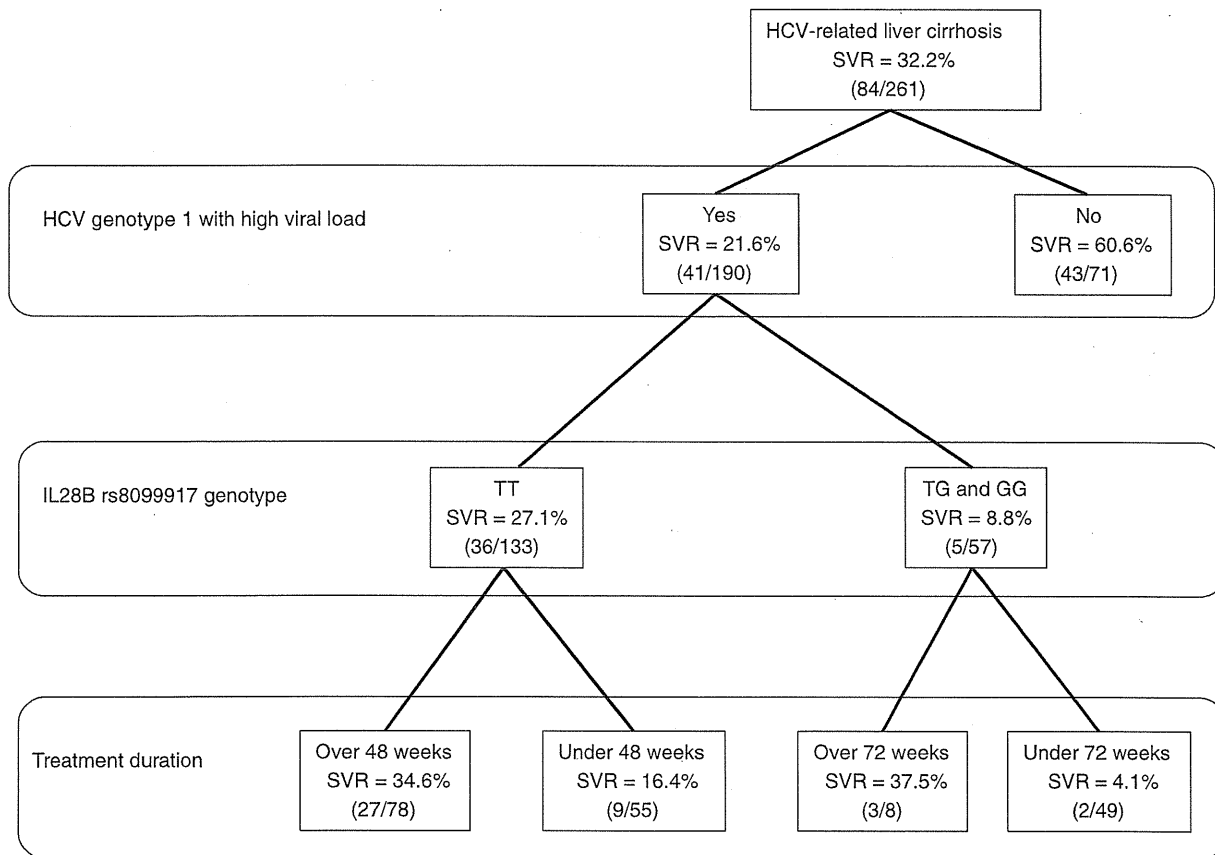 HCV-related liver cirrhosis
SVR = 32.2%
(84/261)
HCV genotype 1 with high viral load
Yes
SVR = 21.6%
(41/190)
No
SVR = 60.6%
(43/71)
IL28B rs8099917 genotype
TT
SVR = 27.1%
(36/133)
TG and GG
SVR = 8.8%
(5/57)
Treatment duration
Over 48 weeks
SVR = 34.6%
(27/78)
Under 48 weeks
SVR = 16.4%
(9/55)
Over 72 weeks
SVR = 37.5%
(3/8)
Under 72 weeks
SVR = 4.1%
(2/49)